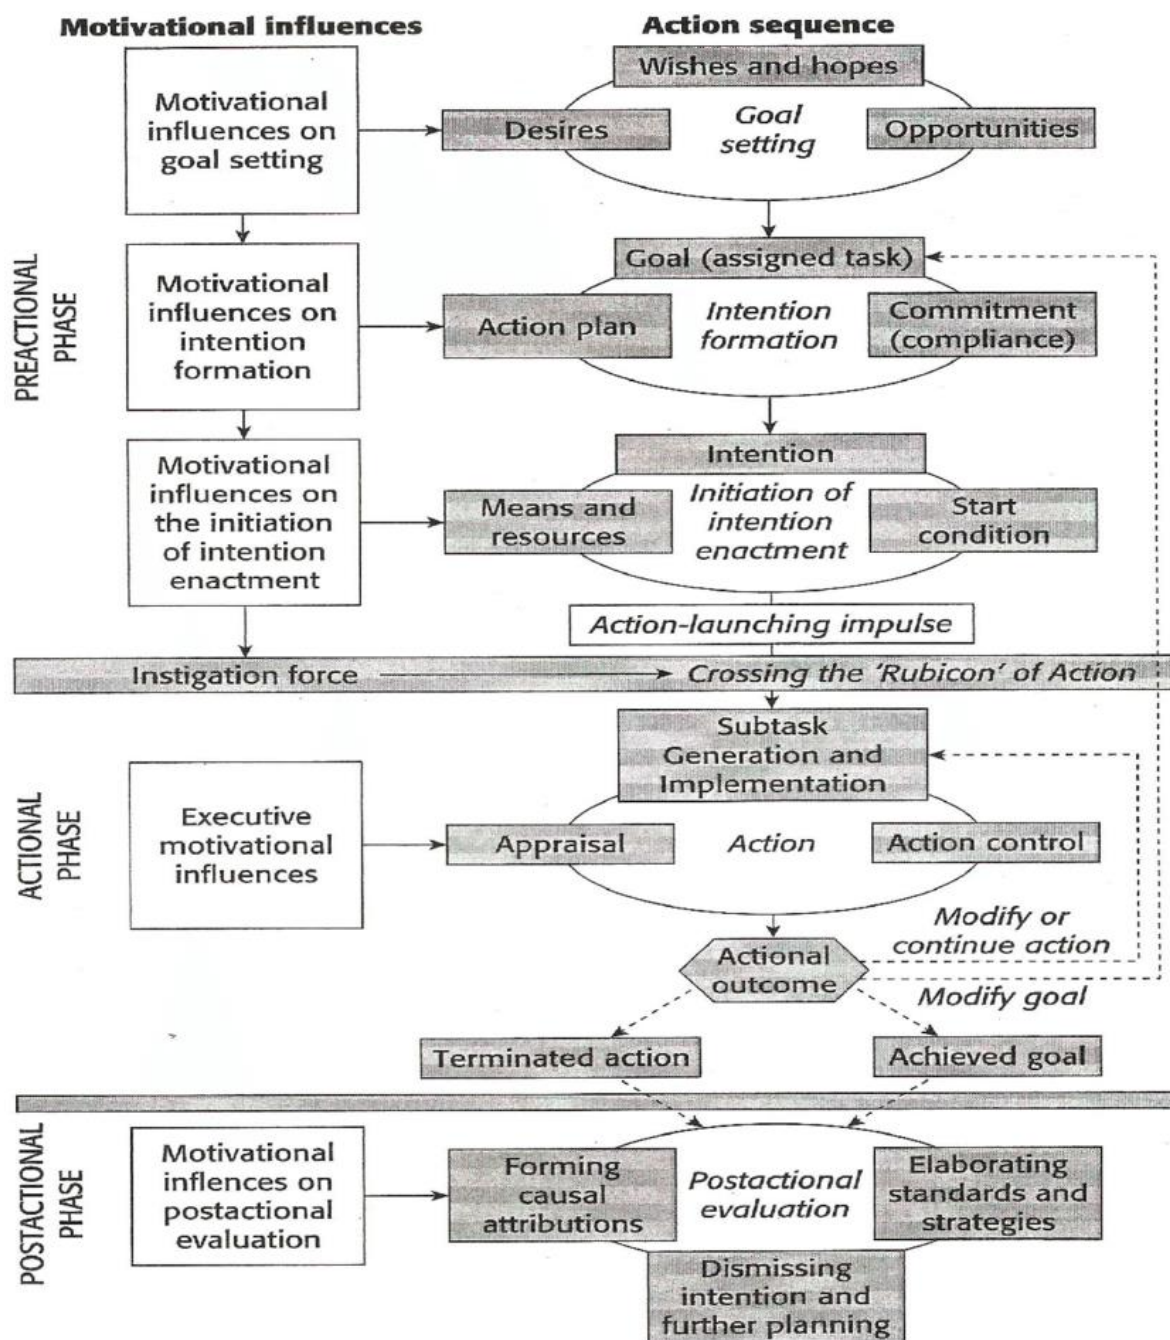 Motivational influences
Action sequence
PREACTIONAL
PHASE
Motivational
influences on
goal setting
Wishes and hopes
Desires
Goal
setting
Opportunities
Motivational
influences on
intention
formation
Goal (assigned task)
Action plan
Intention
formation
Commitment
(compliance)
Motivational
influences on
the initiation
of intention
enactment
Intention
Means and
resources
Initiation of
intention
enactment
Start
condition
Action-launching impulse
Instigation force
Crossing the 'Rubicon' of Action
ACTIONAL
PHASE
Executive
motivational
influences
Subtask
Generation and
Implementation
Appraisal
Action
Action control
Modify or
continue action
Actional
outcome
Modify goal
Terminated action
Achieved goal
POSTACTIONAL
PHASE
Motivational
inflences on
postactional
evaluation
Forming
causal
attributions
Postactional
evaluation
Elaborating
standards and
strategies
Dismissing
intention and
further planning